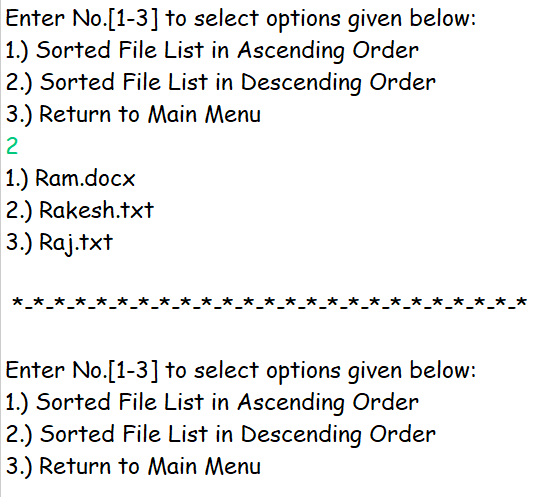 Enter No.[1-3] to select options given below:
1.) Sorted File List in Ascending Order
2.) Sorted File List in Descending Order
3.) Return to Main Menu
2
1.) Ram.docx
2.) Rakesh.txt
3.) Raj.txt
*-*-*-*-*-*-*-*-*-*-*-*-*-*-*-*-*-*-*-*-*-*-*-*-*
Enter No.[1-3] to select options given below:
1.) Sorted File List in Ascending Order
2.) Sorted File List in Descending Order
3.) Return to Main Menu